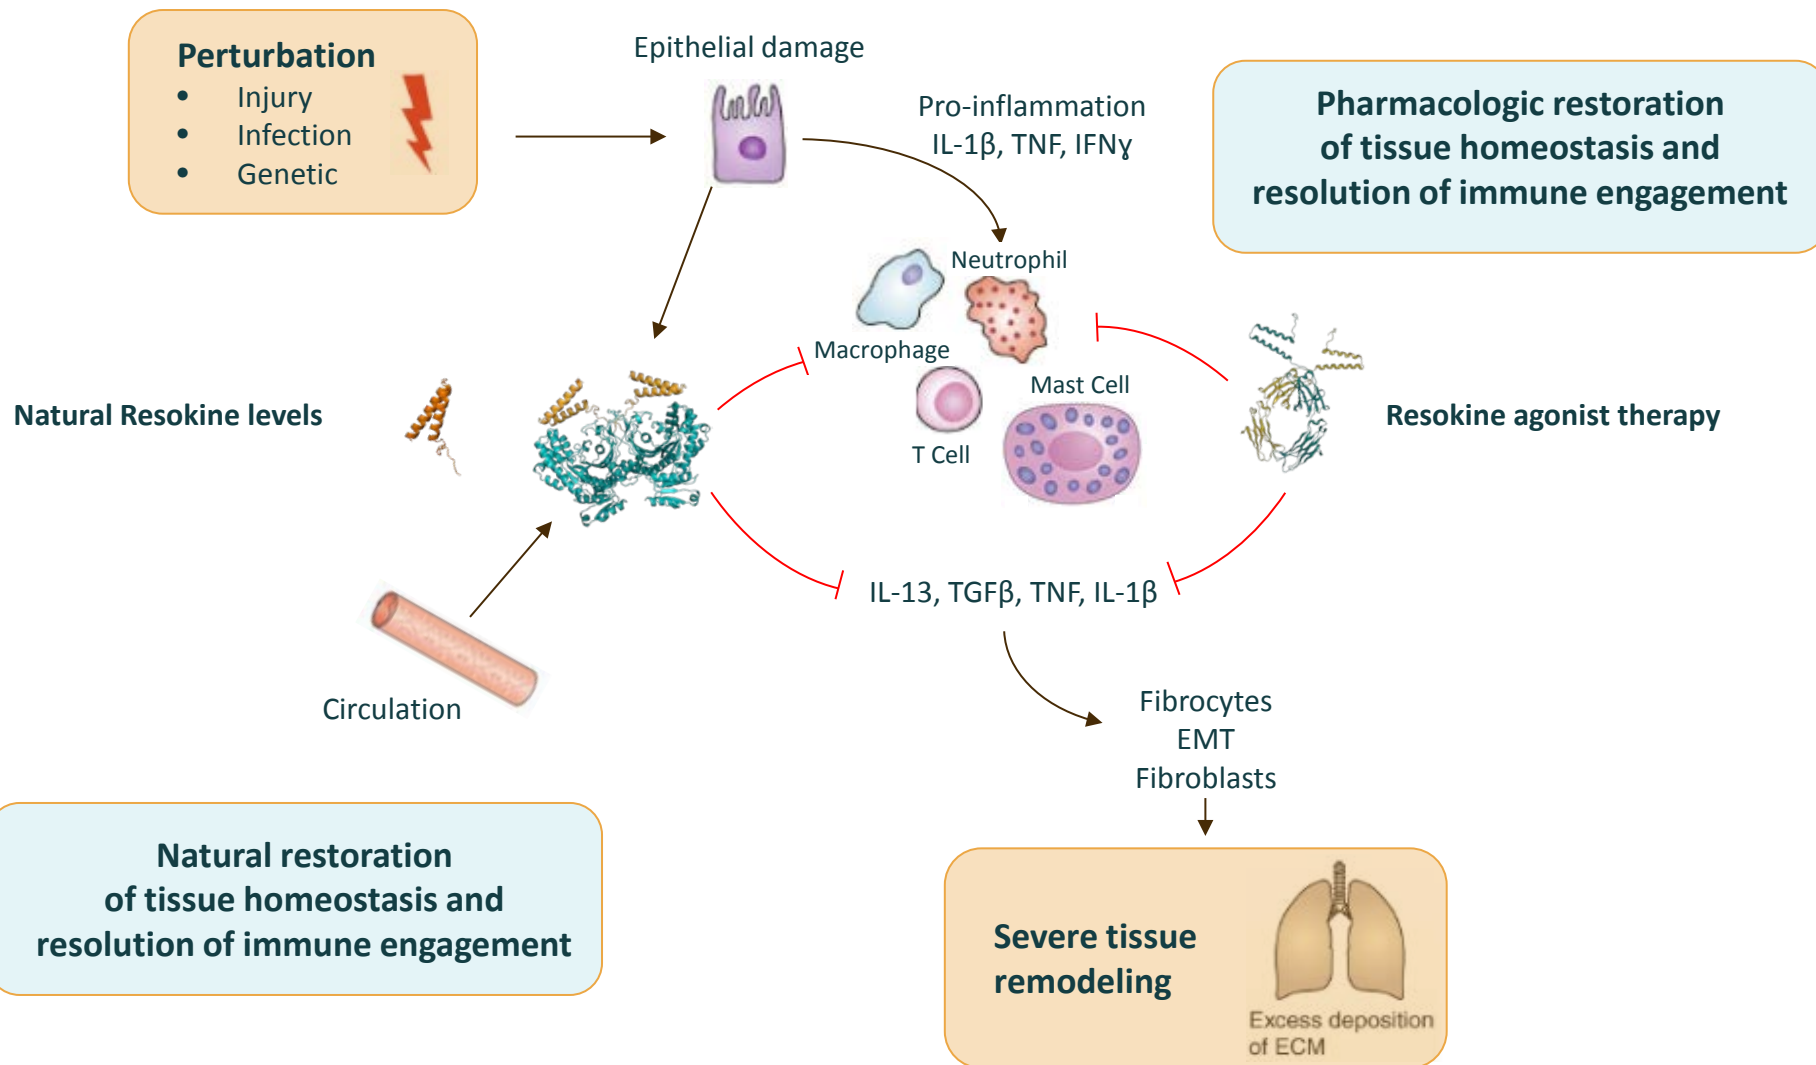 Perturbation
• Injury
• Infection
• Genetic
Epithelial damage
Pro-inflammation
IL-1β, TNF, IFNγ
Pharmacologic restoration
of tissue homeostasis and
resolution of immune engagement
Neutrophil
Macrophage
Mast Cell
T Cell
Natural Resokine levels
Resokine agonist therapy
IL-13, TGFβ, TNF, IL-1β
Circulation
Fibrocytes
EMT
Fibroblasts
Natural restoration
of tissue homeostasis and
resolution of immune engagement
Severe tissue
remodeling
Excess deposition
of ECM